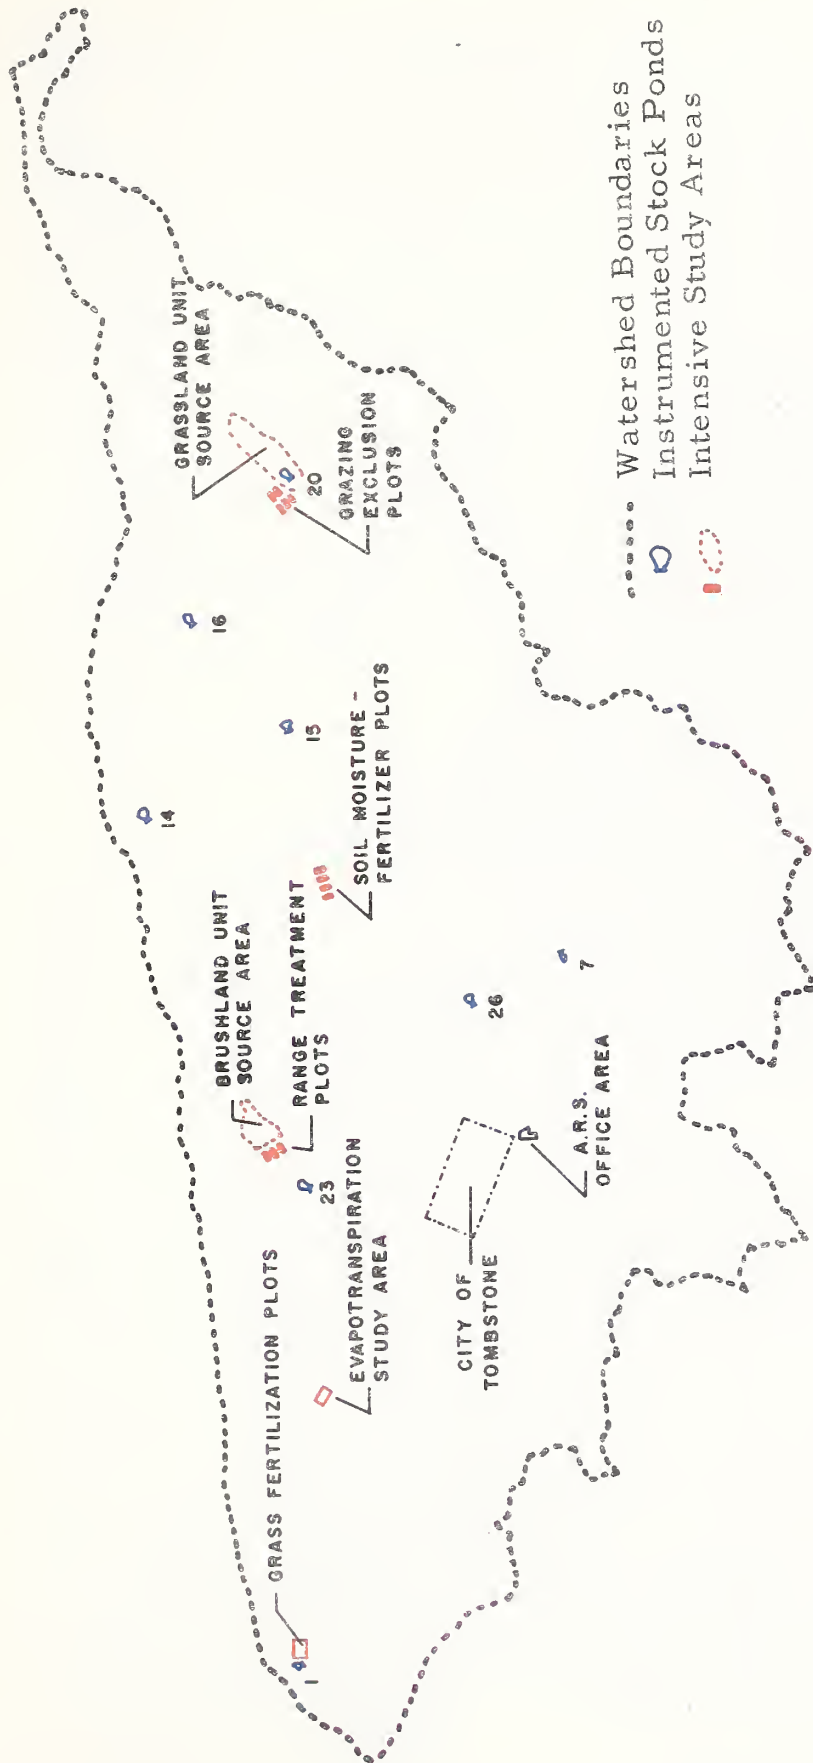 GRASSLAND UNIT
SOURCE AREA
20
GRAZING
EXCLUSION
PLOTS
16
15
14
SOIL MOISTURE -
FERTILIZER PLOTS
BRUSHLAND UNIT
SOURCE AREA
RANGE TREATMENT
PLOTS
23
EVAPOTRANSPIRATION
STUDY AREA
GRASS FERTILIZATION PLOTS
1
26
7
A.R.S.
OFFICE AREA
CITY OF
TOMBSTONE
Watershed Boundaries
Instrumented Stock Ponds
Intensive Study Areas